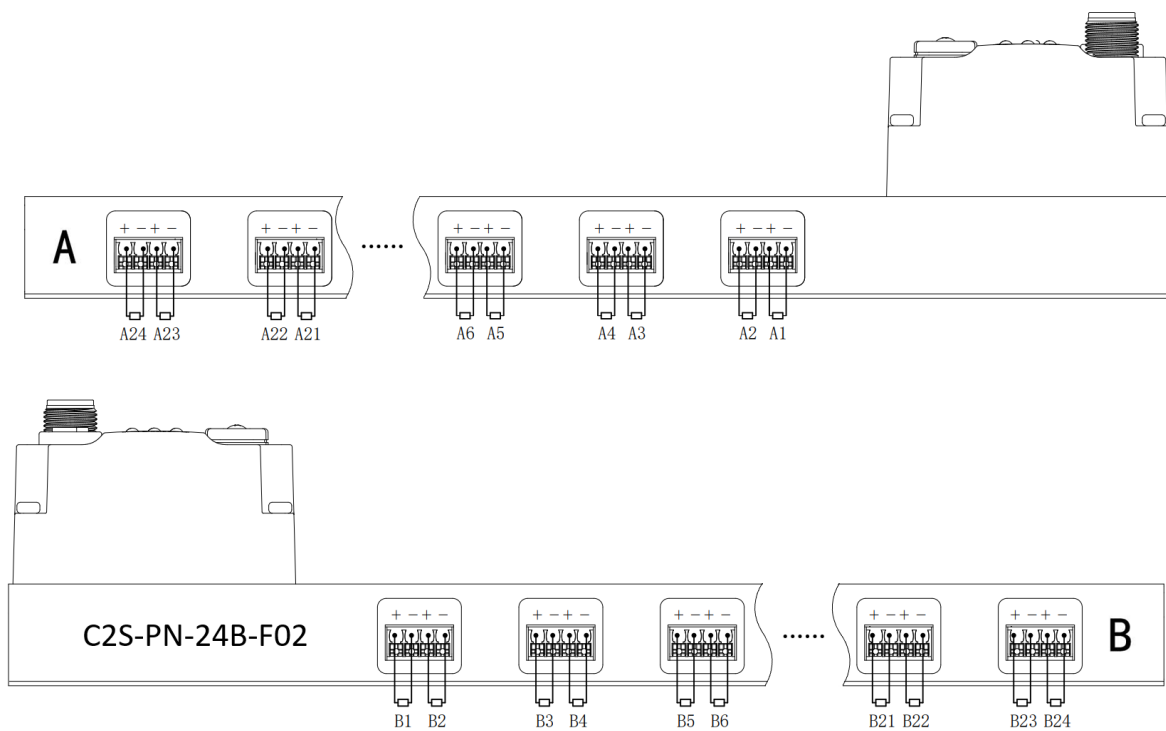 A
+ − + −
+ − + −
......
+ − + −
+ − + −
+ − + −
A24 A23 A22 A21 A6 A5 A4 A3 A2 A1
C2S-PN-24B-F02
+ − + −
+ − + −
+ − + −
......
+ − + −
+ − + −
B
B1 B2 B3 B4 B5 B6 B21 B22 B23 B24